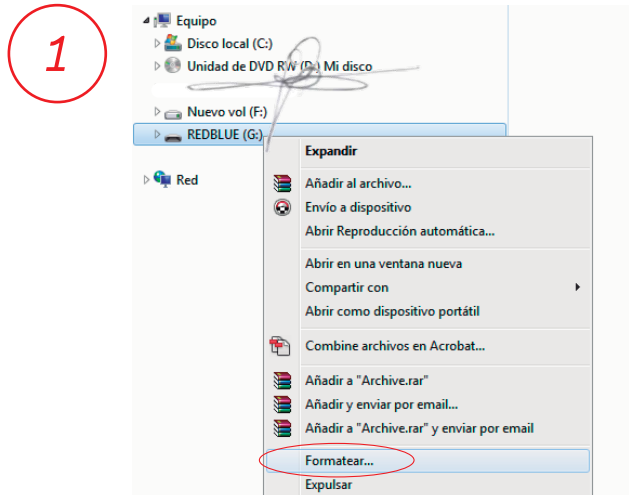 1
Equipo
Disco local (C:)
Unidad de DVD RW (D:) Mi disco
Nuevo vol (F:)
REDBLUE (G:)
Red
Expandir
Añadir al archivo...
Envío a dispositivo
Abrir Reproducción automática...
Abrir en una ventana nueva
Compartir con
Abrir como dispositivo portátil
Combine archivos en Acrobat...
Añadir a "Archive.rar"
Añadir y enviar por email...
Añadir a "Archive.rar" y enviar por email
Formatear...
Expulsar